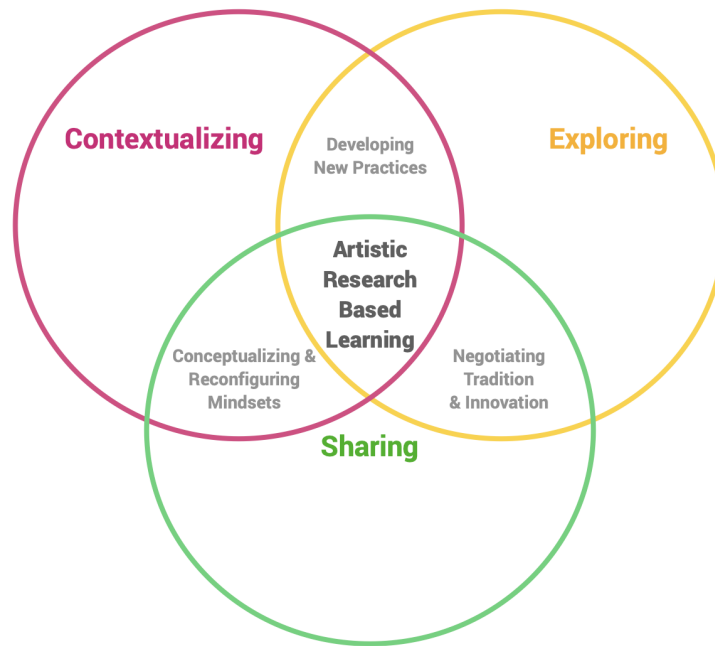 Contextualizing
Exploring
Developing
New Practices
Artistic
Research
Based
Learning
Conceptualizing &
Reconfiguring
Mindsets
Negotiating
Tradition
& Innovation
Sharing